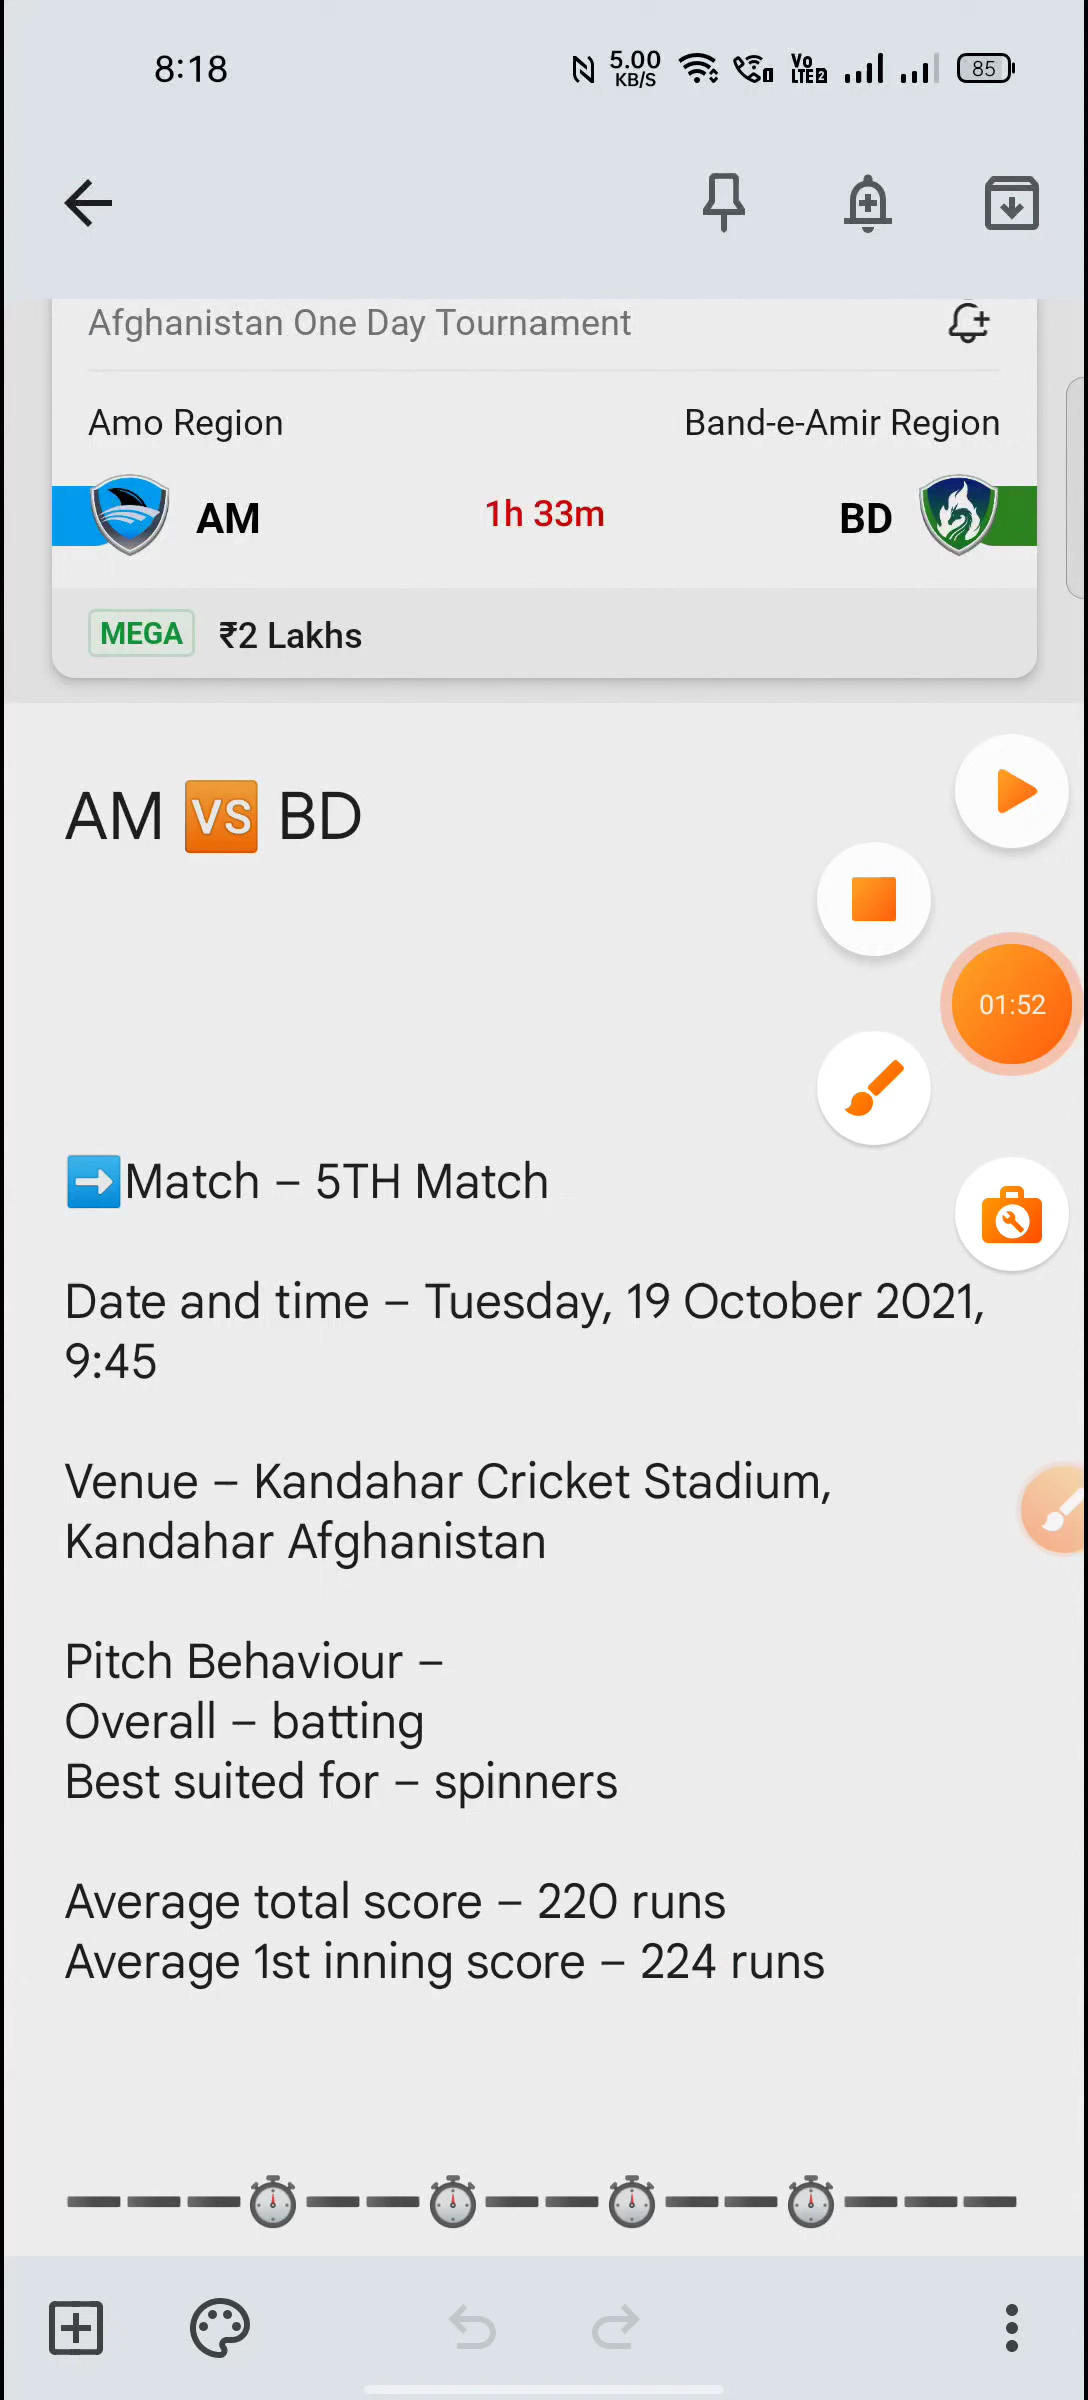 8:18 5.00 KB/S Vo LTE2 85
Afghanistan One Day Tournament
Amo Region Band-e-Amir Region
AM 1h 33m BD
MEGA ₹2 Lakhs
AM VS BD
01:52
Match – 5TH Match
Date and time – Tuesday, 19 October 2021,
9:45
Venue – Kandahar Cricket Stadium,
Kandahar Afghanistan
Pitch Behaviour –
Overall – batting
Best suited for – spinners
Average total score – 220 runs
Average 1st inning score – 224 runs